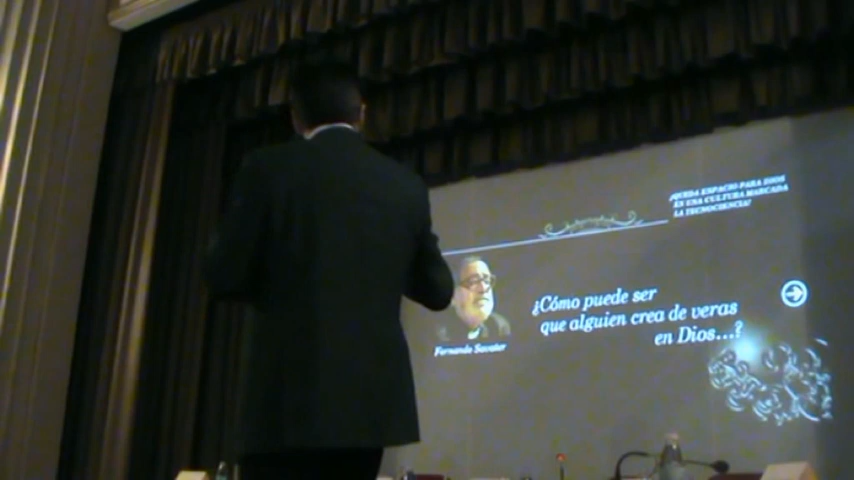 ¿QUEDA ESPACIO PARA DIOS
EN UNA CULTURA MARCADA
LA TECNOCIENCIA?
¿Cómo puede ser
que alguien crea de veras
en Dios...?
Fernando Savater